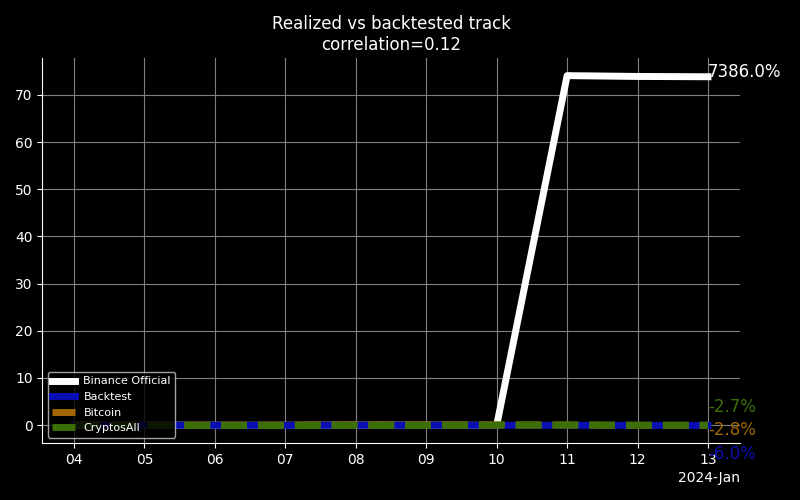 Realized vs backtested track
correlation=0.12
7386.0%
70
60
50
40
30
20
10
0
Binance Official
Backtest
Bitcoin
CryptosAll
-2.7%
-2.8%
-6.0%
04 05 06 07 08 09 10 11 12 13
2024-Jan